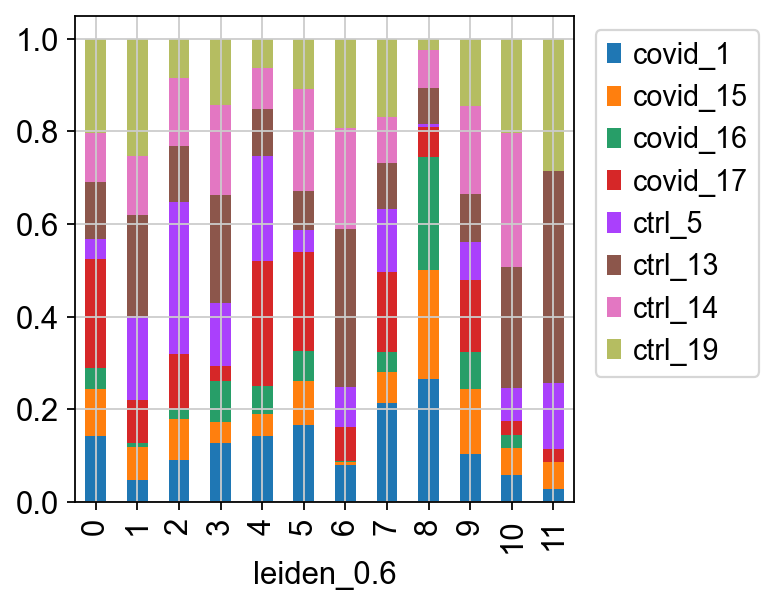 1.0
0.8
0.6
0.4
0.2
0.0
0 1 2 3 4 5 6 7 8 9 10 11
leiden_0.6
covid_1
covid_15
covid_16
covid_17
ctrl_5
ctrl_13
ctrl_14
ctrl_19